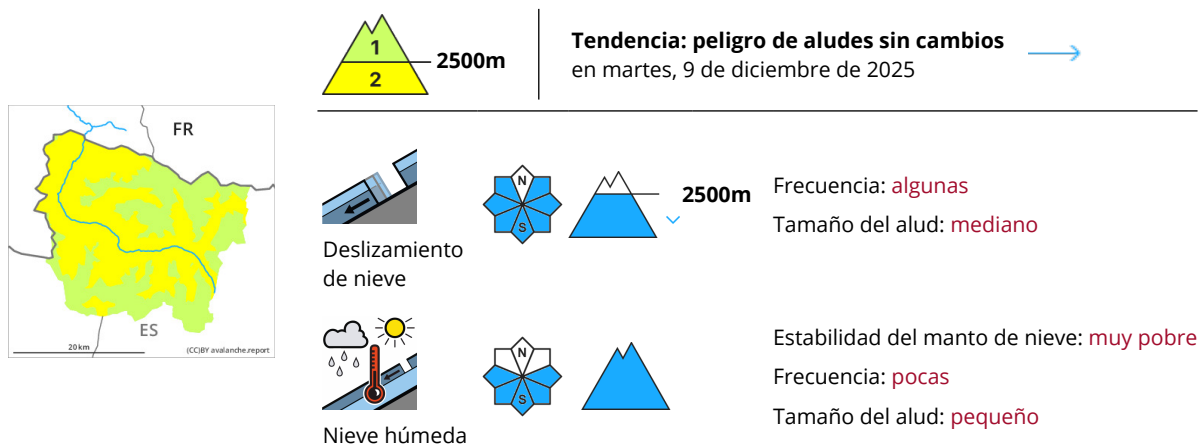 1
2
2500m
Tendencia: peligro de aludes sin cambios
en martes, 9 de diciembre de 2025
FR
ES
20 km
(CC)BY avalanche.report
N
S
2500m
Deslizamiento
de nieve
Frecuencia: algunas
Tamaño del alud: mediano
N
S
Nieve húmeda
Estabilidad del manto de nieve: muy pobre
Frecuencia: pocas
Tamaño del alud: pequeño